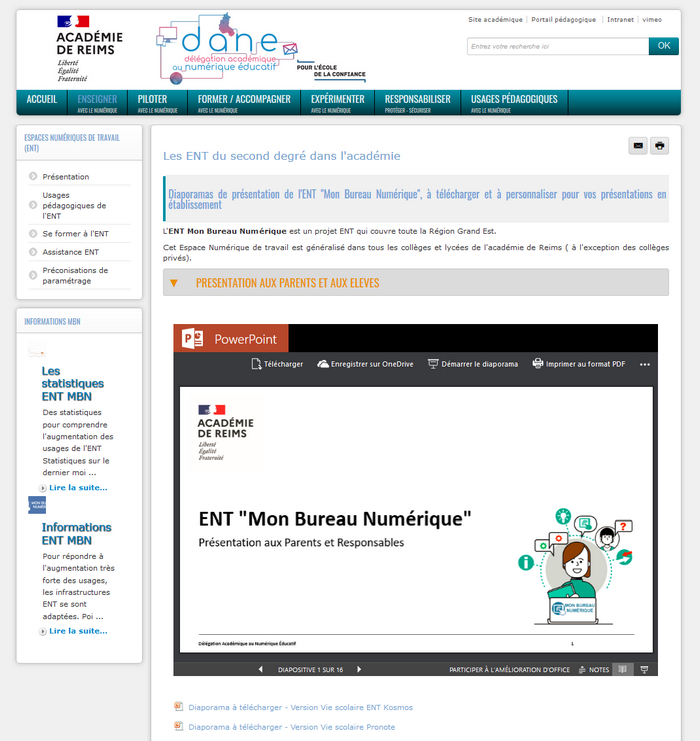 ACADÉMIE
DE REIMS
Liberté
Égalité
Fraternité
dane
délégation académique
au numérique éducatif
POUR L'ÉCOLE
DE LA CONFIANCE
Site académique | Portail pédagogique | Intranet | vimeo
Entrez votre recherche ici
OK
ACCUEIL
ENSEIGNER
AVEC LE NUMÉRIQUE
PILOTER
AVEC LE NUMÉRIQUE
FORMER / ACCOMPAGNER
AVEC LE NUMÉRIQUE
EXPÉRIMENTER
AVEC LE NUMÉRIQUE
RESPONSABILISER
PROTÉGER - SÉCURISER
USAGES PÉDAGOGIQUES
AVEC LE NUMÉRIQUE
ESPACES NUMÉRIQUES DE TRAVAIL
(ENT)
Présentation
Usages
pédagogiques de
l'ENT
Se former à l'ENT
Assistance ENT
Préconisations de
paramétrage
INFORMATIONS MBN
Les
statistiques
ENT MBN
Des statistiques
pour comprendre
l'augmentation des
usages de l'ENT
Statistiques sur le
dernier moi ...
Lire la suite...
Informations
ENT MBN
Pour répondre à
l'augmentation très
forte des usages,
les infrastructures
ENT se sont
adaptées. Poi ...
Lire la suite...
Les ENT du second degré dans l'académie
Diaporamas de présentation de l'ENT "Mon Bureau Numérique", à télécharger et à personnaliser pour vos présentations en
établissement
L'ENT Mon Bureau Numérique est un projet ENT qui couvre toute la Région Grand Est.
Cet Espace Numérique de travail est généralisé dans tous les collèges et lycées de l'académie de Reims ( à l'exception des collèges
privés).
PRESENTATION AUX PARENTS ET AUX ELEVES
PowerPoint
Télécharger
Enregistrer sur OneDrive
Démarrer le diaporama
Imprimer au format PDF
...
ACADÉMIE
DE REIMS
Liberté
Égalité
Fraternité
ENT "Mon Bureau Numérique"
Présentation aux Parents et Responsables
MON BUREAU
NUMÉRIQUE
Délégation Académique au Numérique Éducatif
1
DIAPOSITIVE 1 SUR 16
PARTICIPER À L'AMÉLIORATION D'OFFICE
NOTES
Diaporama à télécharger - Version Vie scolaire ENT Kosmos
Diaporama à télécharger - Version Vie scolaire Pronote